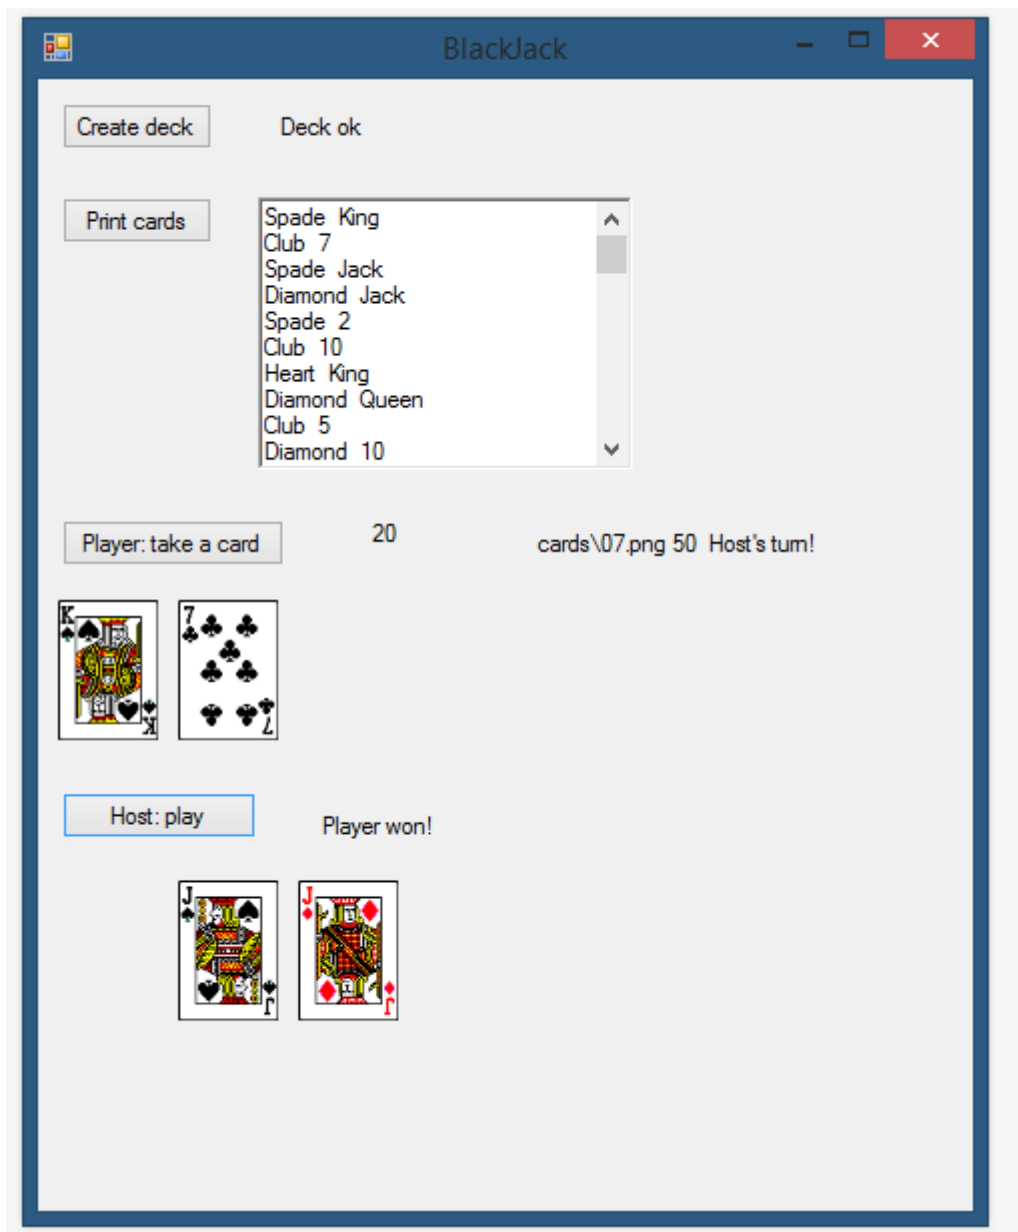 BlackJack
Create deck Deck ok
Print cards
Spade King
Club 7
Spade Jack
Diamond Jack
Spade 2
Club 10
Heart King
Diamond Queen
Club 5
Diamond 10
Player: take a card 20 cards\07.png 50 Host's turn!
K 7
K 7
Host: play Player won!
J J
J J